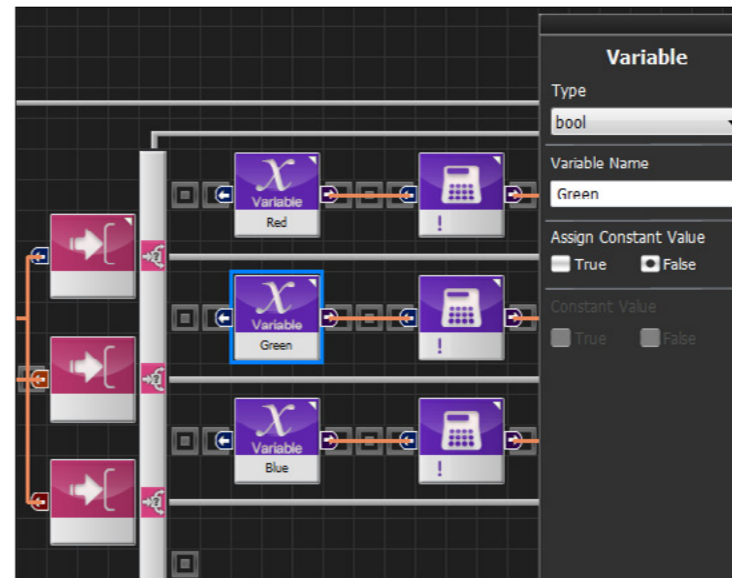 Variable
Red
!
Variable
Green
!
Variable
Blue
!
Variable
Type
bool
Variable Name
Green
Assign Constant Value
True False
Constant Value
True False